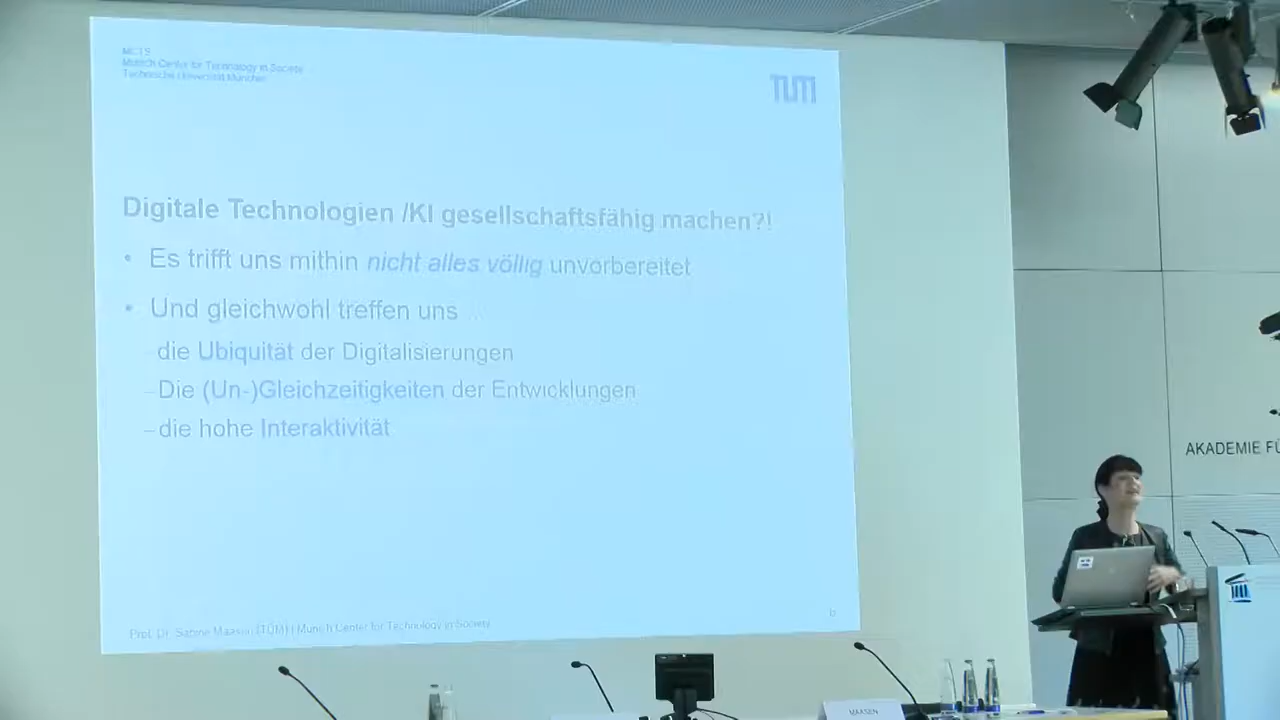 MCTS
Munich Center for Technology in Society
Technische Universität München
TUM
Digitale Technologien /KI gesellschaftsfähig machen?!
• Es trifft uns mithin nicht alles völlig unvorbereitet
• Und gleichwohl treffen uns ...
–die Ubiquität der Digitalisierungen
–Die (Un-)Gleichzeitigkeiten der Entwicklungen
–die hohe Interaktivität
Prof. Dr. Sabine Maasen (TUM) | Munich Center for Technology in Society
AKADEMIE FÜ
MAASEN